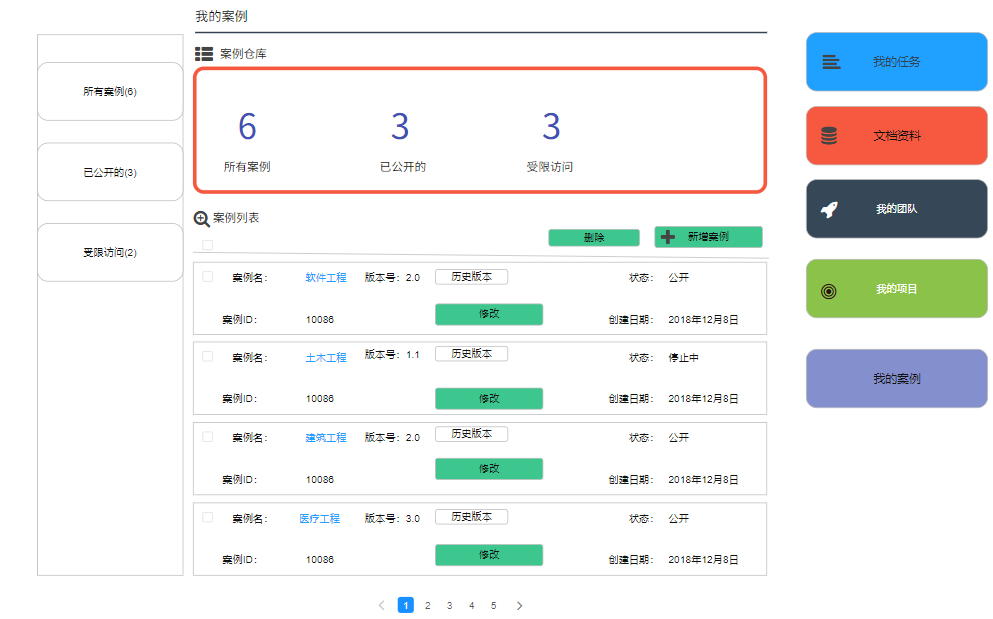 我的案例
案例仓库
所有案例(6)
已公开的(3)
受限访问(2)
6 3 3
所有案例 已公开的 受限访问
案例列表
删除 新增案例
案例名: 软件工程 版本号: 2.0 历史版本 状态: 公开
案例ID: 10086 修改 创建日期: 2018年12月8日
案例名: 土木工程 版本号: 1.1 历史版本 状态: 停止中
案例ID: 10086 修改 创建日期: 2018年12月8日
案例名: 建筑工程 版本号: 2.0 历史版本 状态: 公开
案例ID: 10086 修改 创建日期: 2018年12月8日
案例名: 医疗工程 版本号: 3.0 历史版本 状态: 公开
案例ID: 10086 修改 创建日期: 2018年12月8日
1 2 3 4 5
我的任务
文档资料
我的团队
我的项目
我的案例